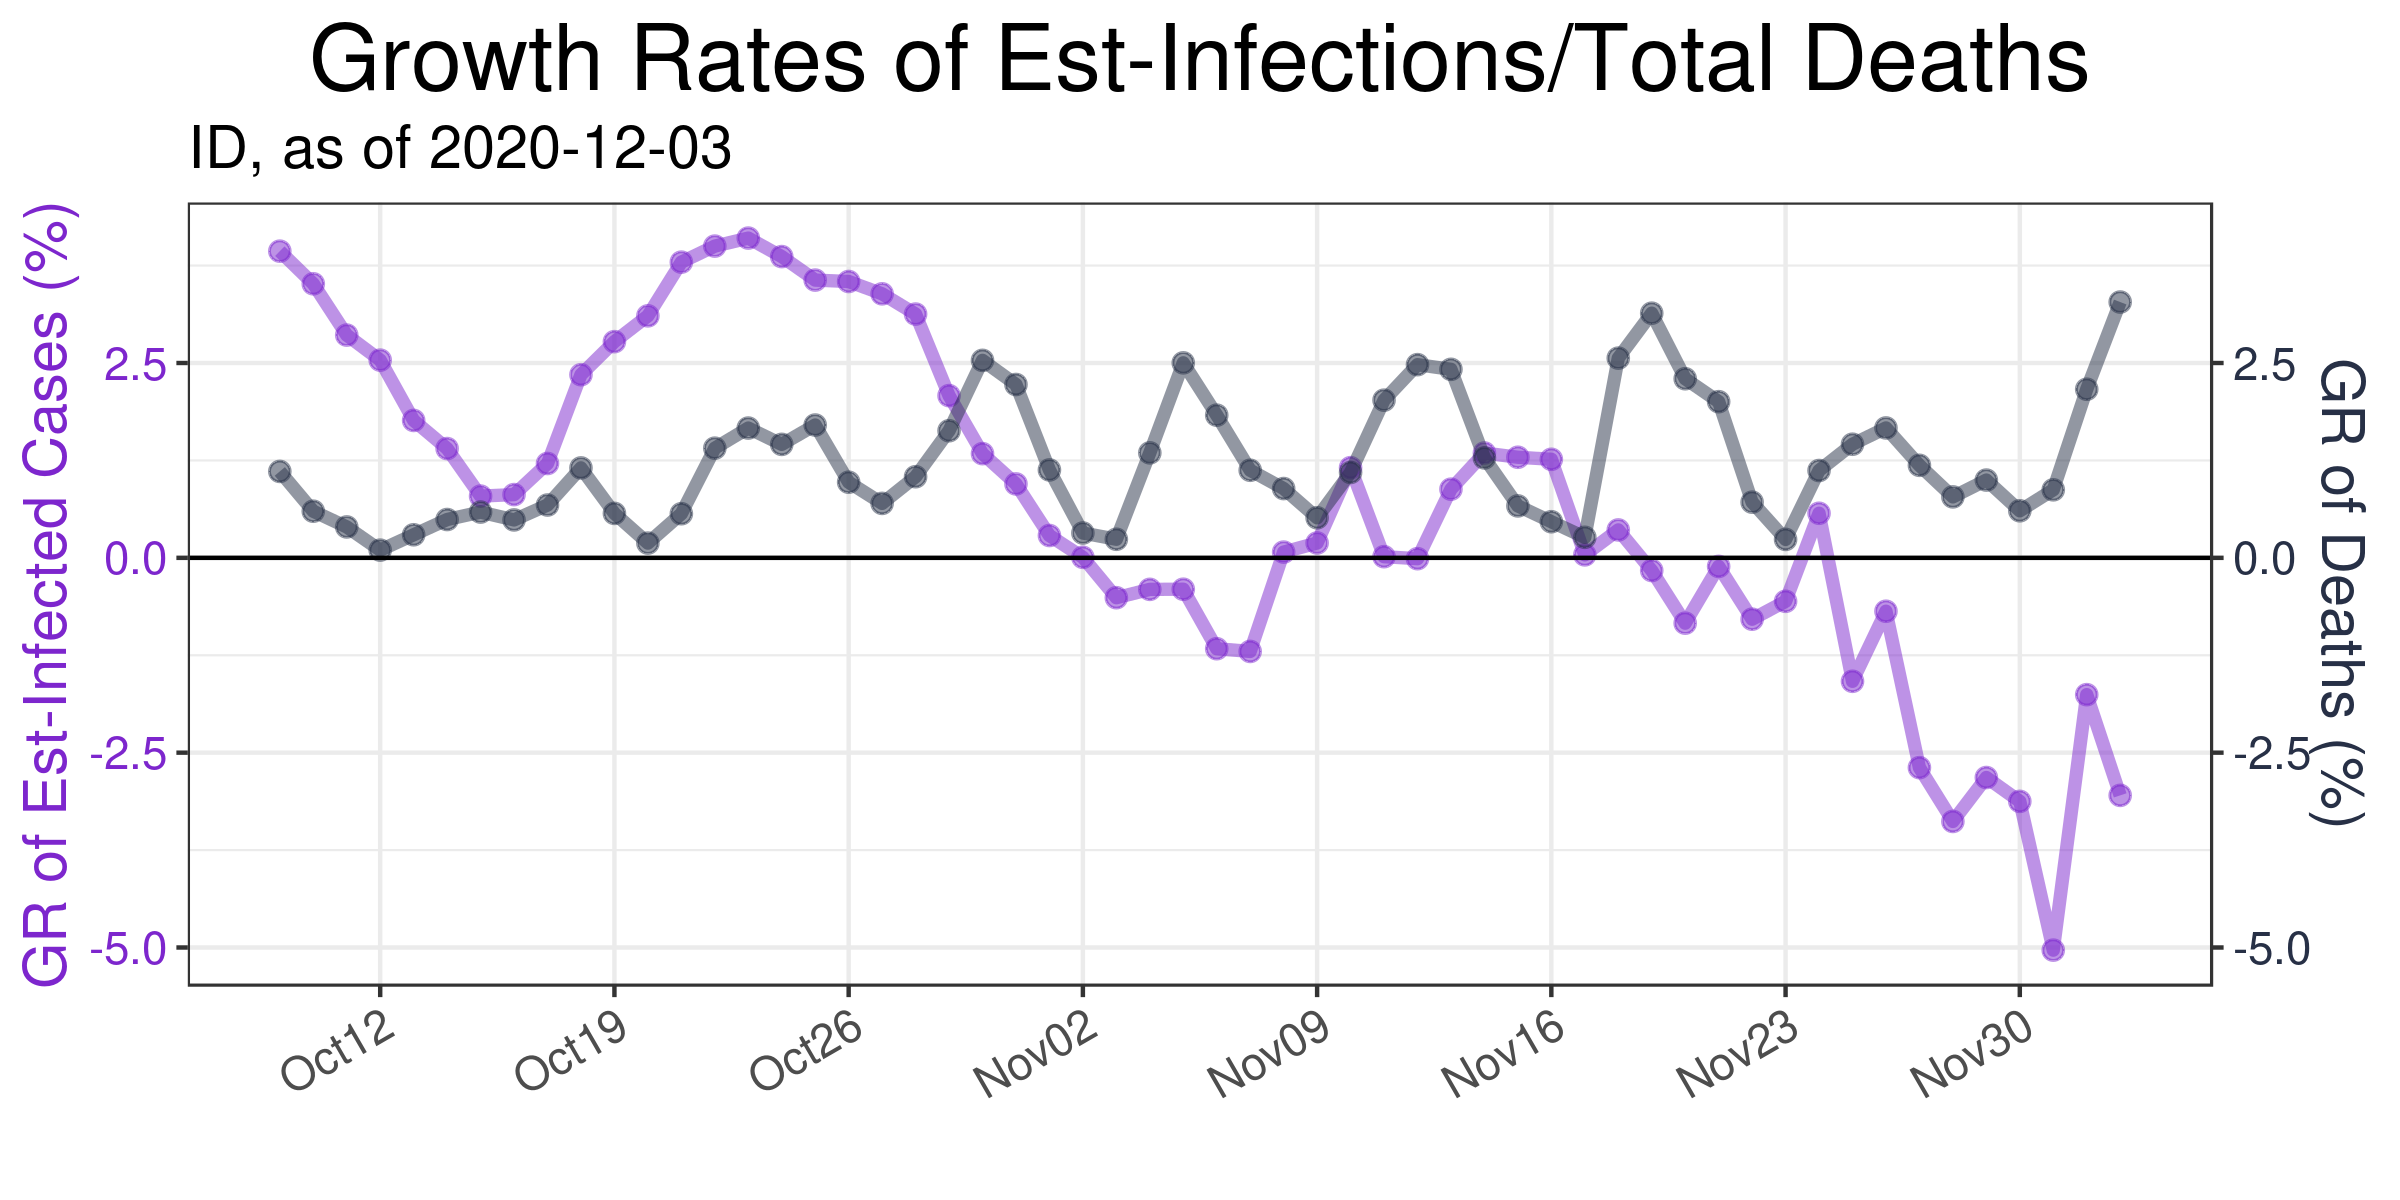 Growth Rates of Est-Infections/Total Deaths
ID, as of 2020-12-03
GR of Est-Infected Cases (%)
2.5
0.0
-2.5
-5.0
2.5
0.0
-2.5
-5.0
GR of Deaths (%)
Oct12
Oct19
Oct26
Nov02
Nov09
Nov16
Nov23
Nov30